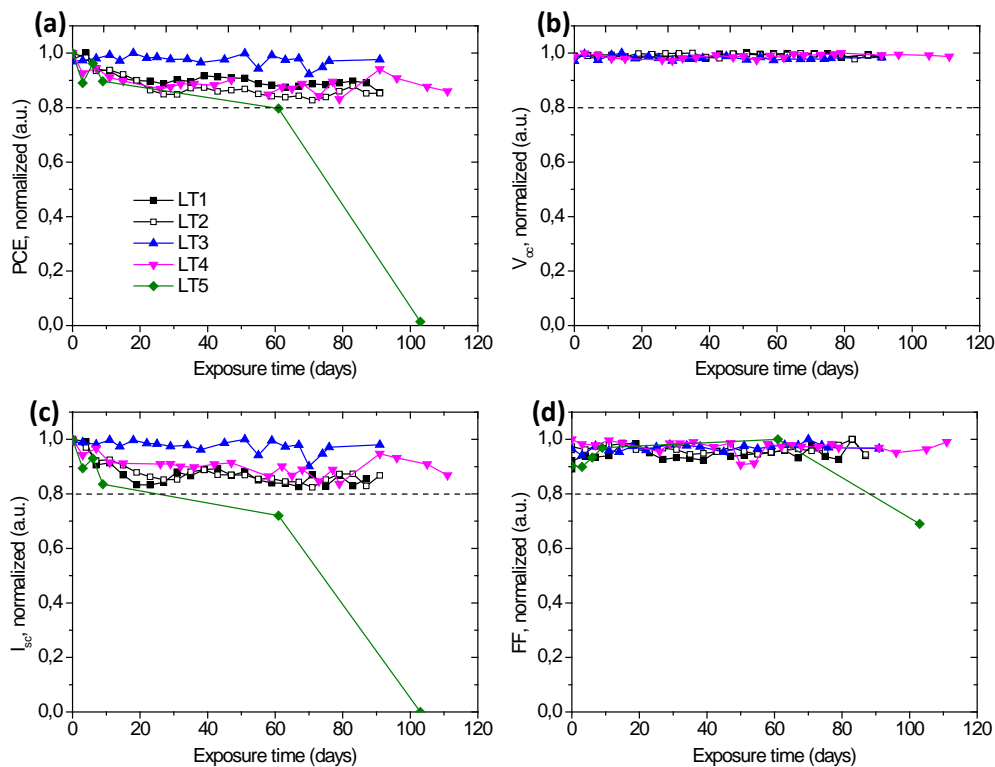 (a)
PCE, normalized (a.u.)
1,0
0,8
0,6
0,4
0,2
0,0
LT1
LT2
LT3
LT4
LT5
0 20 40 60 80 100 120
Exposure time (days)
(b)
Voc, normalized (a.u.)
1,0
0,8
0,6
0,4
0,2
0,0
0 20 40 60 80 100 120
Exposure time (days)
(c)
Isc, normalized (a.u.)
1,0
0,8
0,6
0,4
0,2
0,0
0 20 40 60 80 100 120
Exposure time (days)
(d)
FF, normalized (a.u.)
1,0
0,8
0,6
0,4
0,2
0,0
0 20 40 60 80 100 120
Exposure time (days)